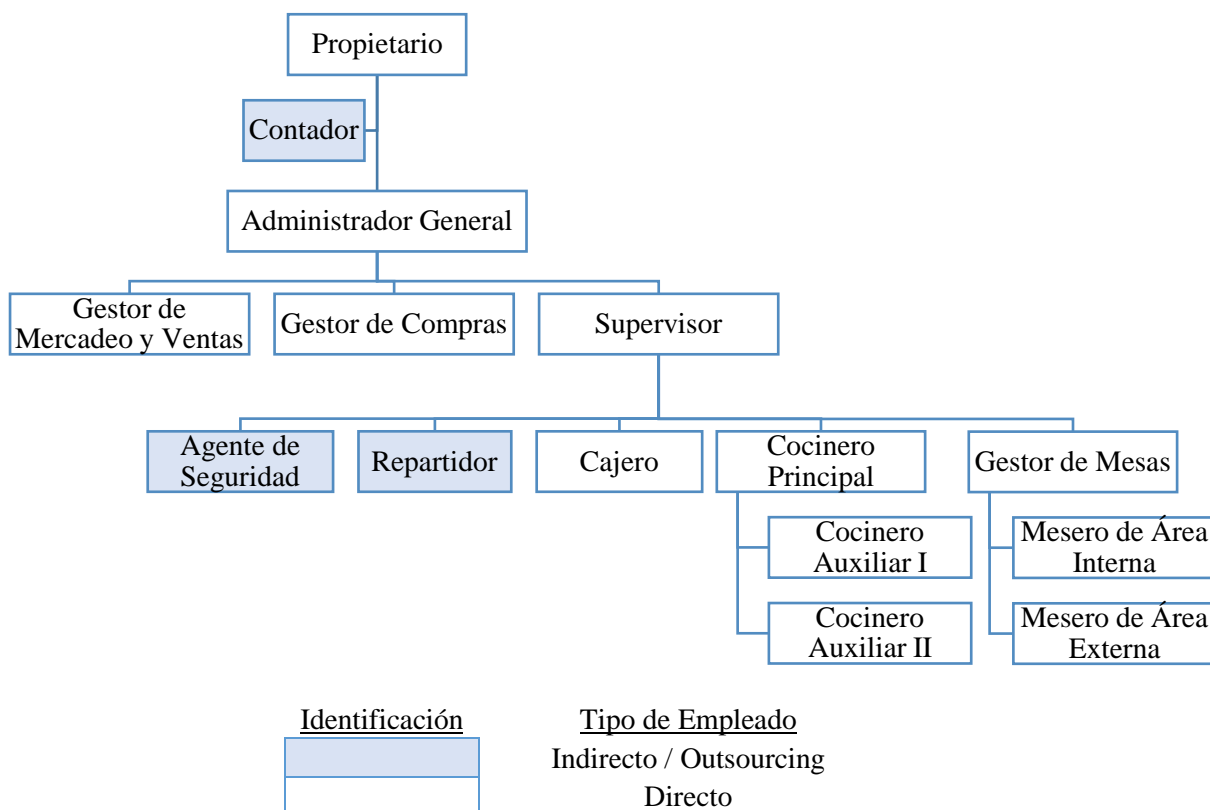 Propietario
Contador
Administrador General
Gestor de
Mercadeo y Ventas
Gestor de Compras
Supervisor
Agente de
Seguridad
Repartidor
Cajero
Cocinero
Principal
Gestor de Mesas
Cocinero
Auxiliar I
Mesero de Área
Interna
Cocinero
Auxiliar II
Mesero de Área
Externa
Identificación
Tipo de Empleado
Indirecto / Outsourcing
Directo